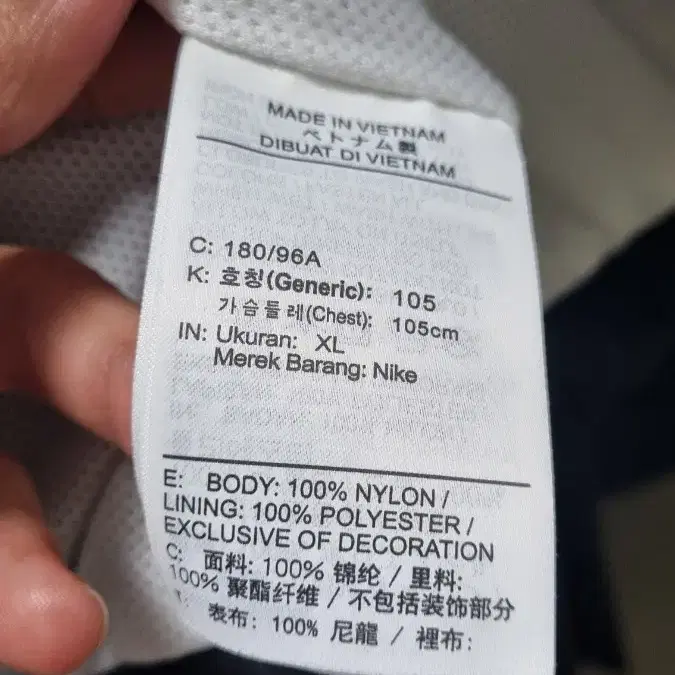 MADE IN VIETNAM
ベトナム製
DIBUAT DI VIETNAM
C: 180/96A
K: 호칭(Generic): 105
가슴둘레(Chest): 105cm
IN: Ukuran: XL
Merek Barang: Nike
E: BODY: 100% NYLON /
LINING: 100% POLYESTER /
EXCLUSIVE OF DECORATION
C: 面料: 100% 锦纶 / 里料:
100% 聚酯纤维 / 不包括装饰部分
表布: 100% 尼龍 / 裡布: